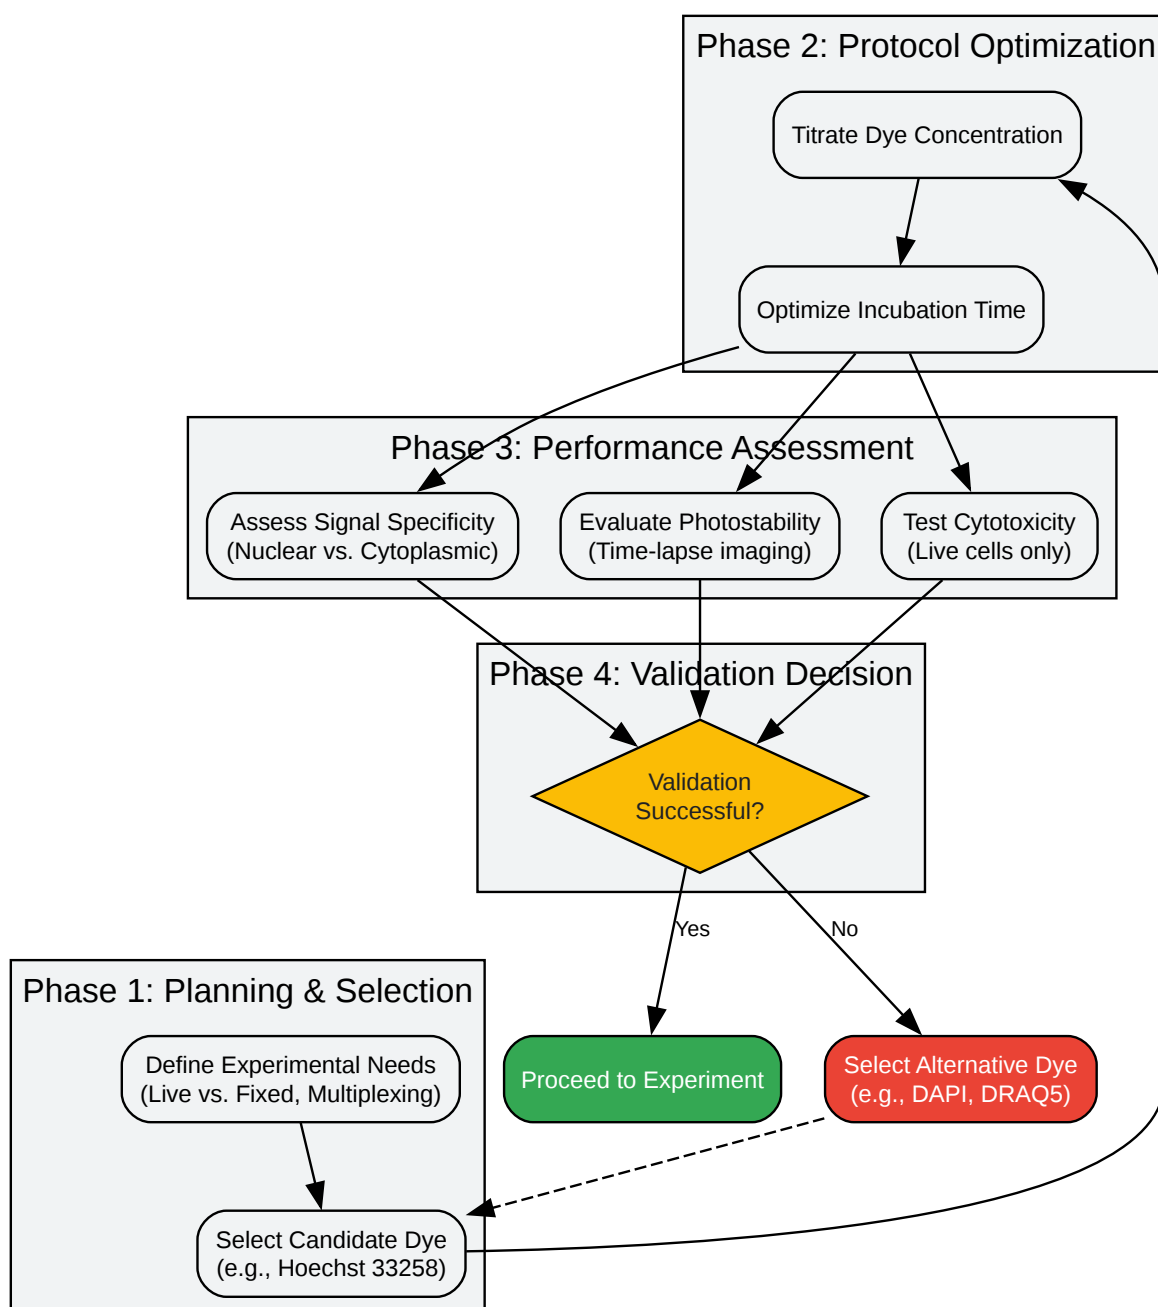 Phase 2: Protocol Optimization
Titrate Dye Concentration
Optimize Incubation Time
Phase 3: Performance Assessment
Assess Signal Specificity
(Nuclear vs. Cytoplasmic)
Evaluate Photostability
(Time-lapse imaging)
Test Cytotoxicity
(Live cells only)
Phase 4: Validation Decision
Validation
Successful?
Yes
No
Phase 1: Planning & Selection
Define Experimental Needs
(Live vs. Fixed, Multiplexing)
Proceed to Experiment
Select Alternative Dye
(e.g., DAPI, DRAQ5)
Select Candidate Dye
(e.g., Hoechst 33258)